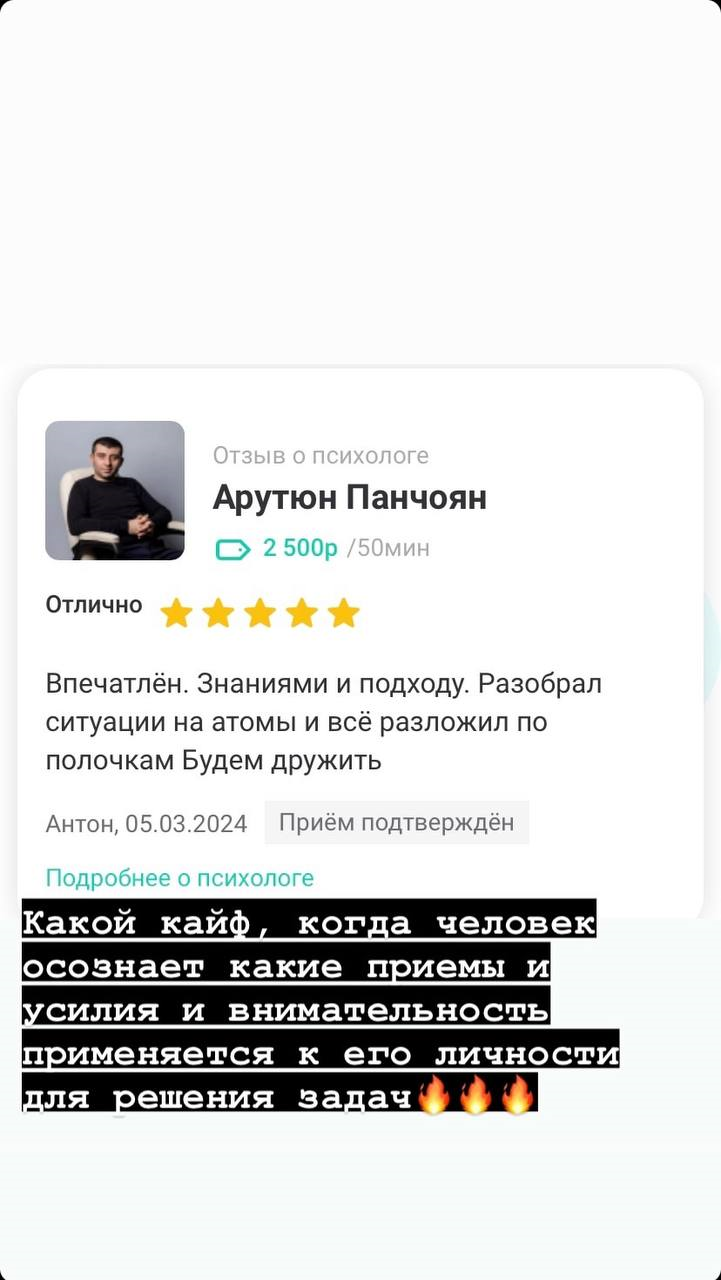 Отзыв о психологе
Арутюн Панчоян
2 500р /50мин
Отлично
Впечатлён. Знаниями и подходу. Разобрал
ситуации на атомы и всё разложил по
полочкам Будем дружить
Антон, 05.03.2024 Приём подтверждён
Подробнее о психологе
Какой кайф, когда человек
осознает какие приемы и
усилия и внимательность
применяется к его личности
для решения задач🔥🔥🔥